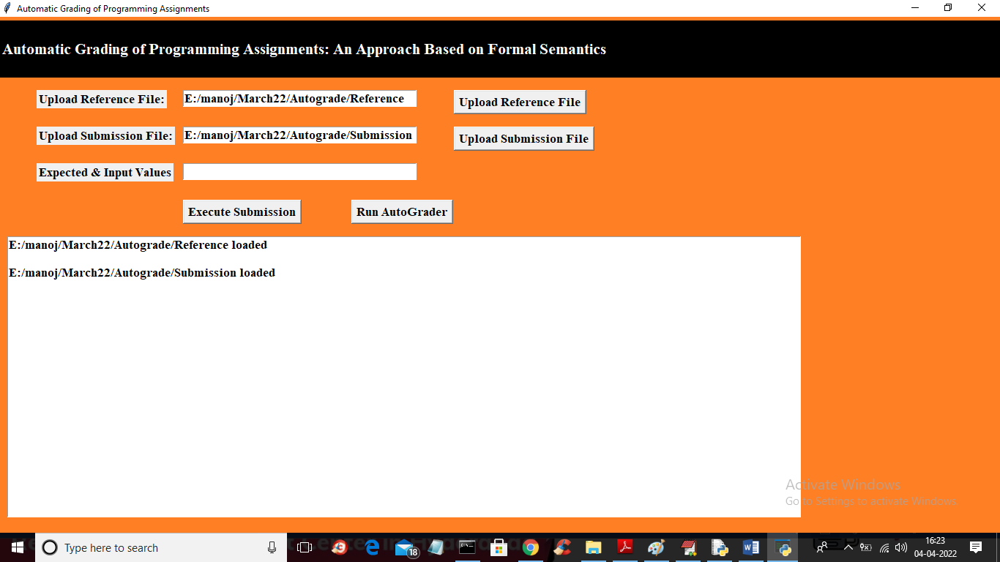 Automatic Grading of Programming Assignments
Automatic Grading of Programming Assignments: An Approach Based on Formal Semantics
Upload Reference File:
E:/manoj/March22/Autograde/Reference
Upload Reference File
Upload Submission File:
E:/manoj/March22/Autograde/Submission
Upload Submission File
Expected & Input Values
Execute Submission
Run AutoGrader
E:/manoj/March22/Autograde/Reference loaded
E:/manoj/March22/Autograde/Submission loaded
Activate Windows
Go to Settings to activate Windows.
Type here to search
18
16:23
04-04-2022